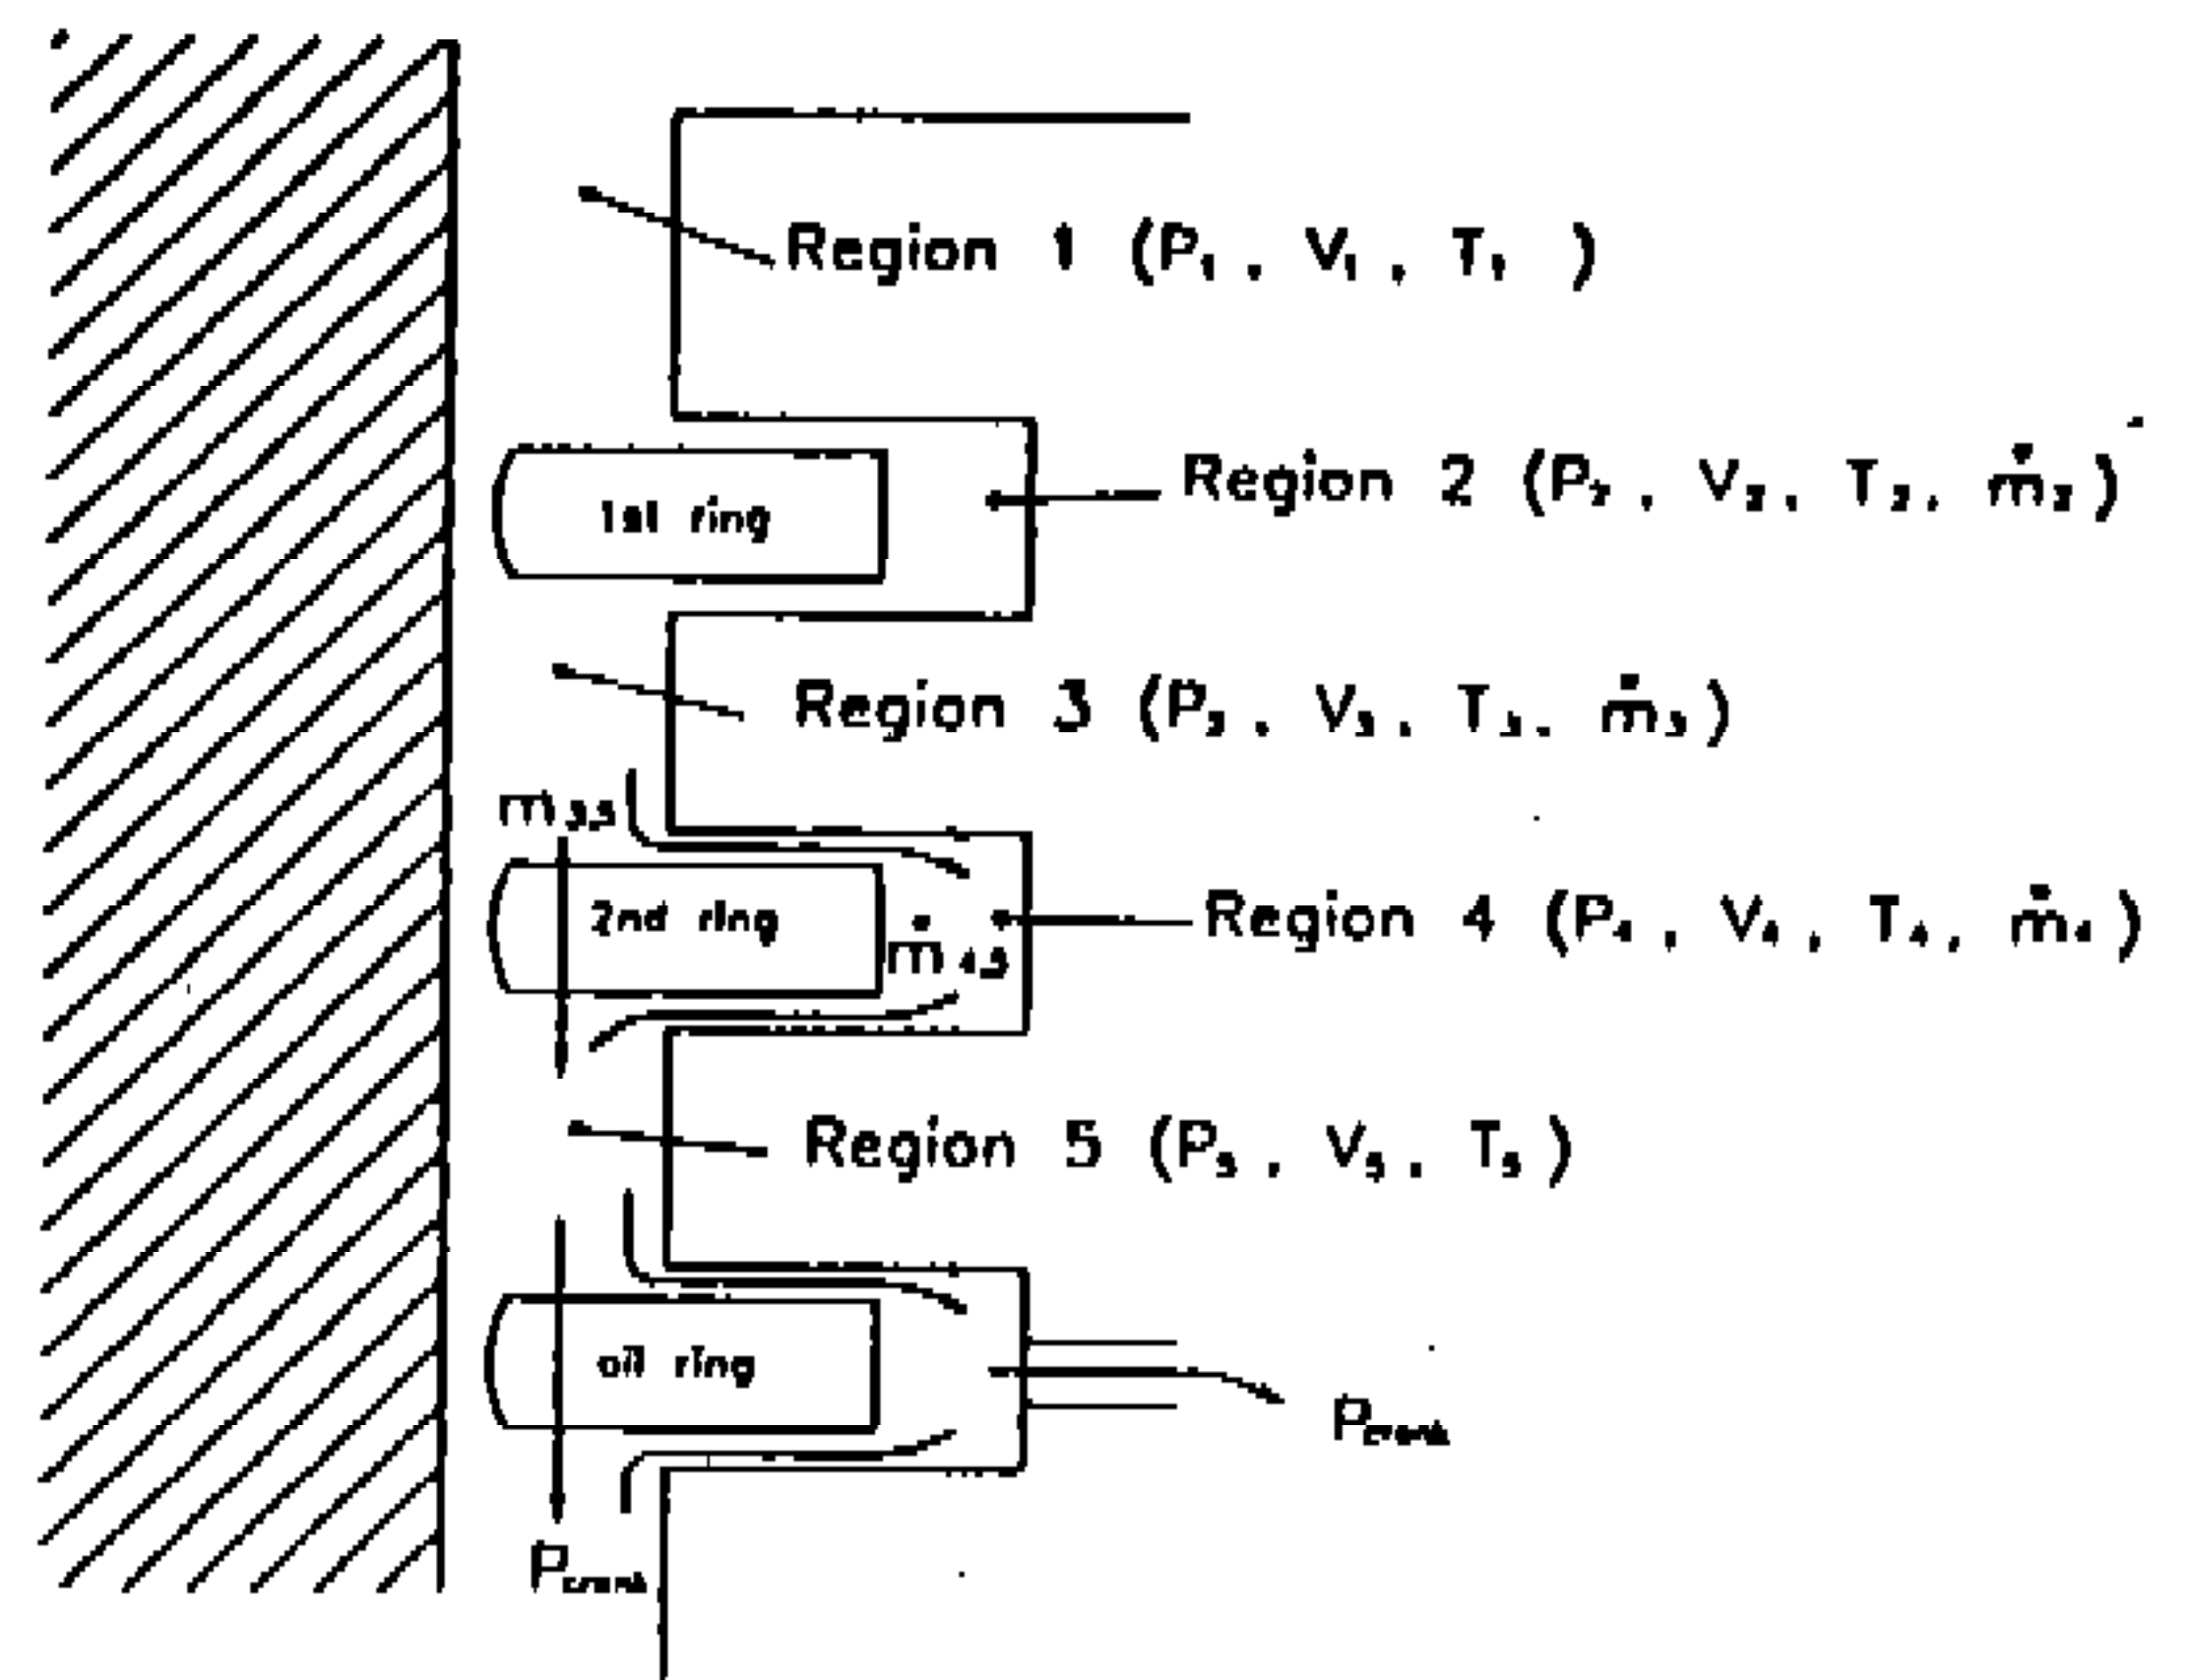 Region 1 (P₁, V₁, T₁)
1st ring
Region 2 (P₂, V₂, T₂, ṁ₂)
Region 3 (P₃, V₃, T₃, ṁ₃)
ṁ₃,₅
2nd ring
ṁ₄,₅
Region 4 (P₄, V₄, T₄, ṁ₄)
Region 5 (P₅, V₅, T₅)
oil ring
Pcrank
Pcrank